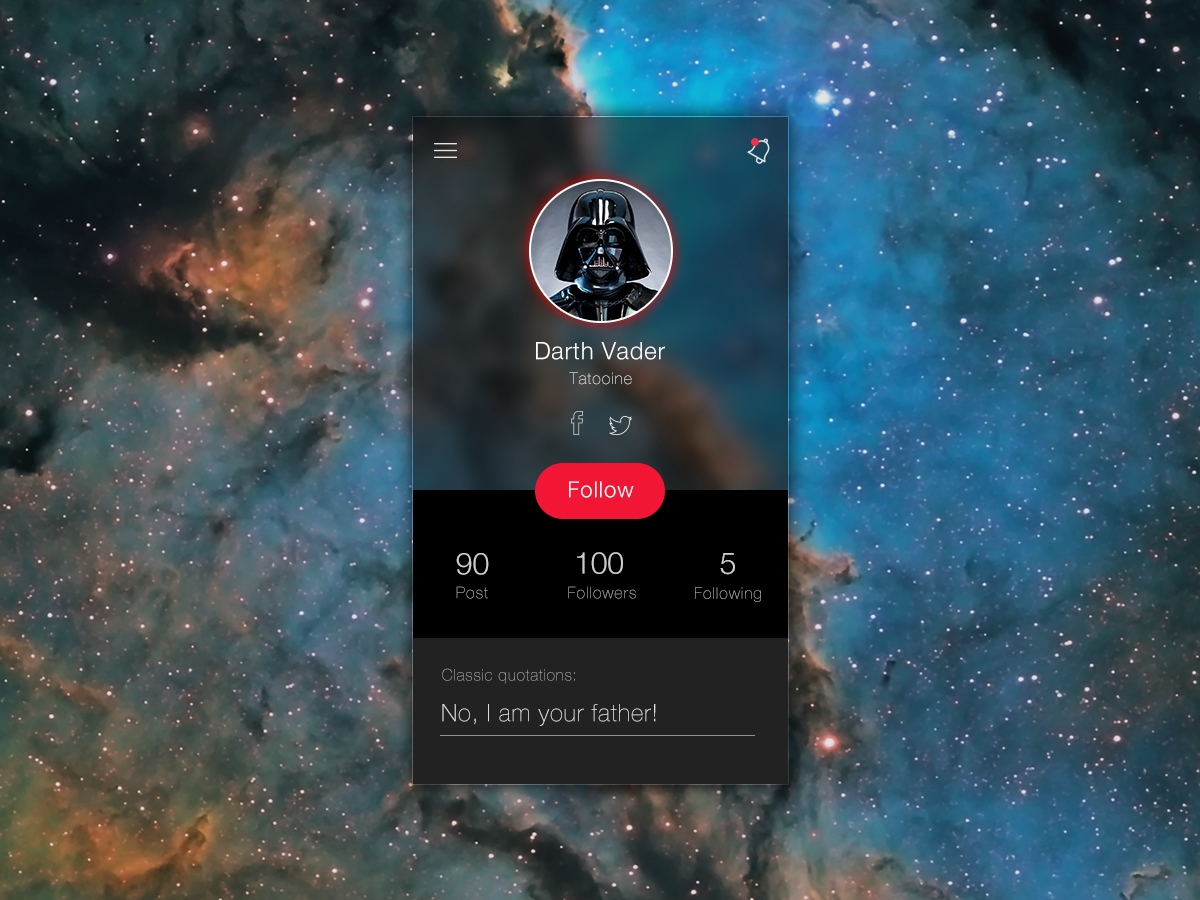 Darth Vader
Tatooine
Follow
90 100 5
Post Followers Following
Classic quotations:
No, I am your father!